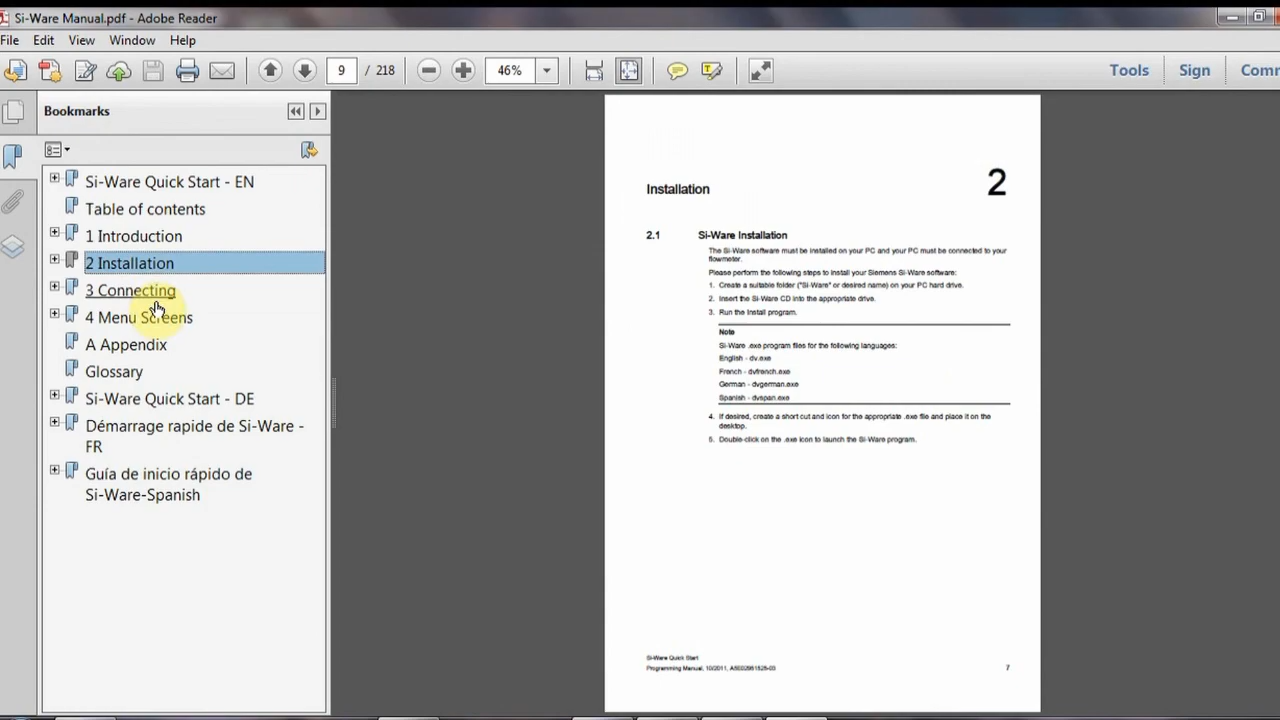 Si-Ware Manual.pdf - Adobe Reader
File Edit View Window Help
9 / 218 46% Tools Sign Comm
Bookmarks
Si-Ware Quick Start - EN
Table of contents
1 Introduction
2 Installation
3 Connecting
4 Menu Screens
A Appendix
Glossary
Si-Ware Quick Start - DE
Démarrage rapide de Si-Ware -
FR
Guía de inicio rápido de
Si-Ware-Spanish
Installation 2
2.1 Si-Ware Installation
The Si-Ware software must be installed on your PC and your PC must be connected to your
flowmeter.
Please perform the following steps to install your Siemens Si-Ware software:
1. Create a suitable folder ("Si-Ware" or desired name) on your PC hard drive.
2. Insert the Si-Ware CD into the appropriate drive.
3. Run the Install program.
Note
Si-Ware .exe program files for the following languages:
English - dv.exe
French - dvfrench.exe
German - dvgerman.exe
Spanish - dvspan.exe
4. If desired, create a short cut and icon for the appropriate .exe file and place it on the
desktop.
5. Double-click on the .exe icon to launch the Si-Ware program.
Si-Ware Quick Start
Programming Manual, 10/2011, 7